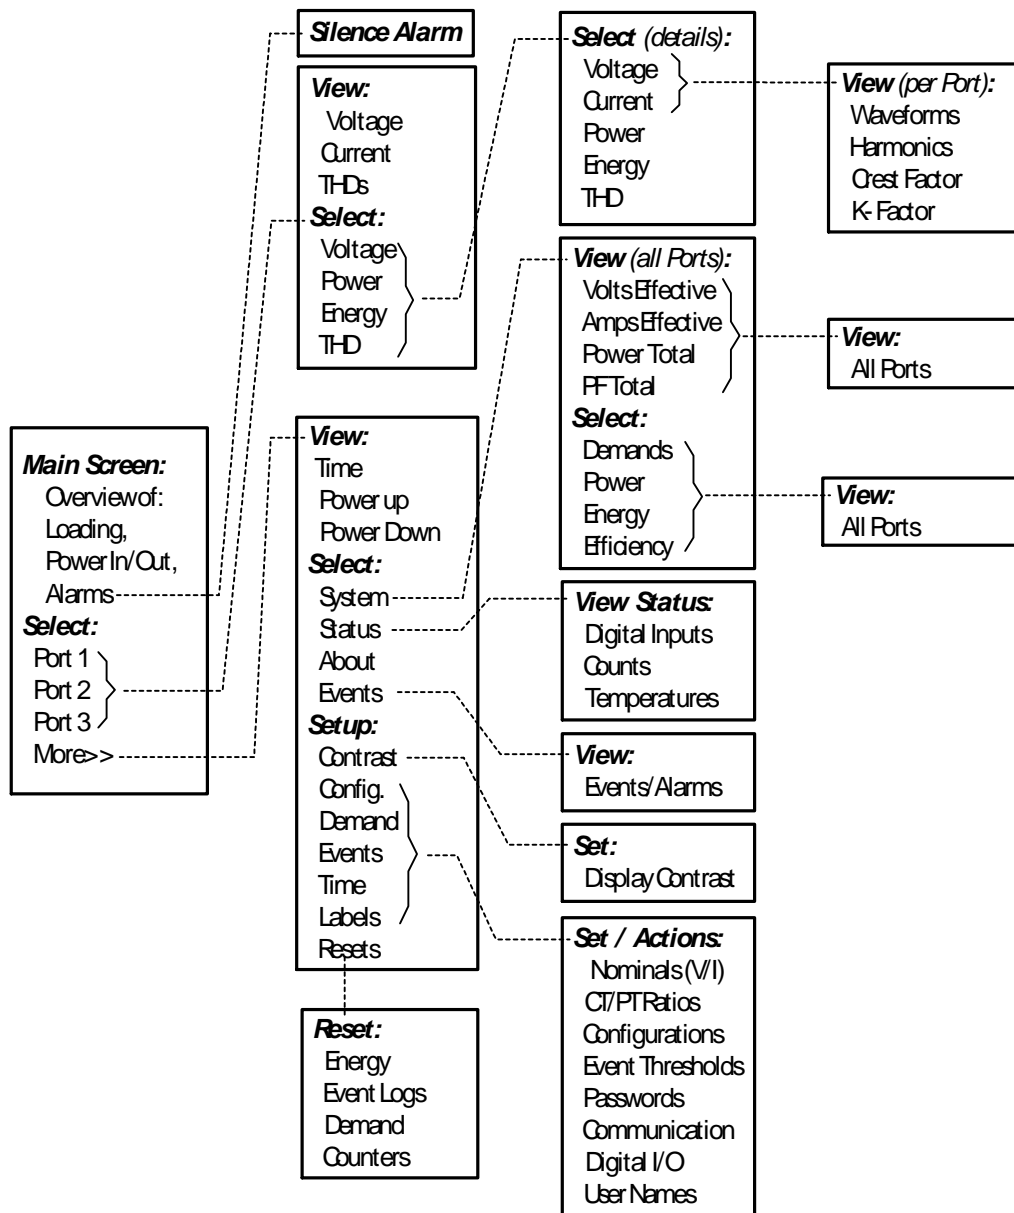 Silence Alarm
View:
Voltage
Current
THDs
Select:
Voltage
Power
Energy
THD
Select (details):
Voltage
Current
Power
Energy
THD
View (per Port):
Waveforms
Harmonics
Crest Factor
K-Factor
View (all Ports):
Volts Effective
Amps Effective
Power Total
PF Total
Select:
Demands
Power
Energy
Efficiency
View:
All Ports
View:
All Ports
Main Screen:
Overview of:
Loading,
Power In/Out,
Alarms
Select:
Port 1
Port 2
Port 3
More>>
View:
Time
Power up
Power Down
Select:
System
Status
About
Events
Setup:
Contrast
Config.
Demand
Events
Time
Labels
Resets
View Status:
Digital Inputs
Counts
Temperatures
View:
Events/Alarms
Set:
Display Contrast
Set / Actions:
Nominals (V/I)
CT/PT Ratios
Configurations
Event Thresholds
Passwords
Communication
Digital I/O
User Names
Reset:
Energy
Event Logs
Demand
Counters